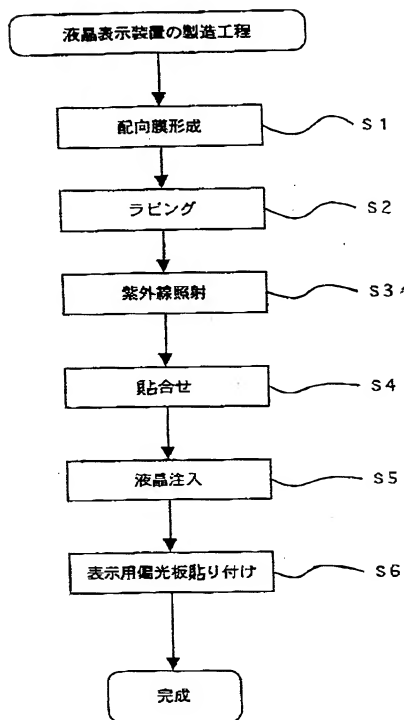 液晶表示装置の製造工程
配向膜形成 S1
ラビング S2
紫外線照射 S3
貼合せ S4
液晶注入 S5
表示用偏光板貼り付け S6
完成